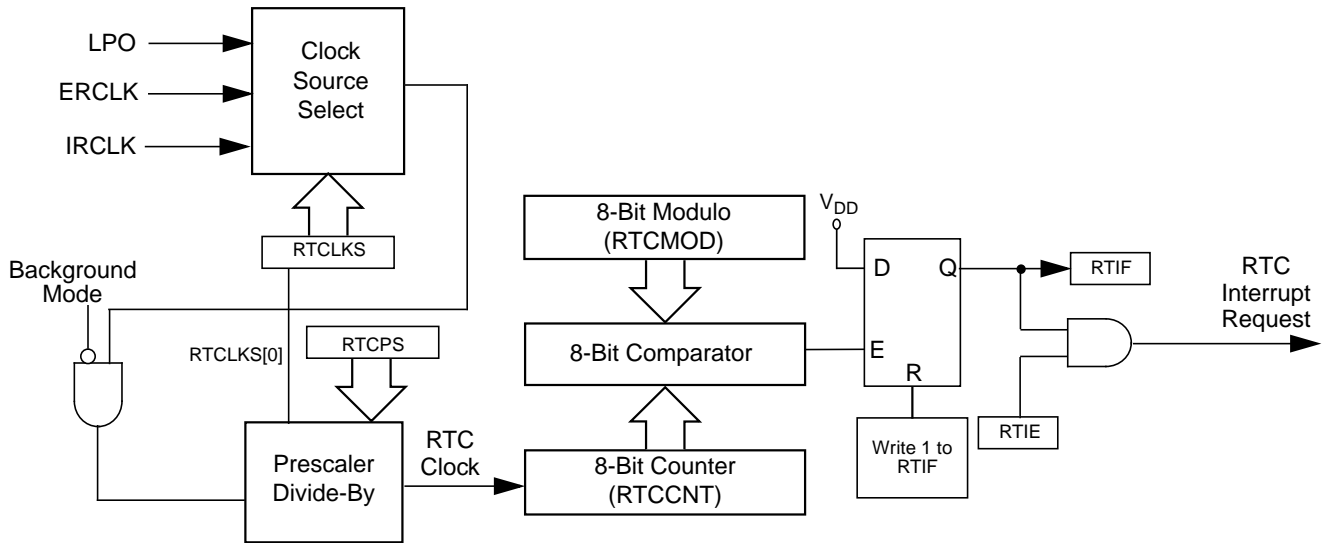 LPO
ERCLK
IRCLK
Clock
Source
Select
RTCLKS
Background
Mode
RTCLKS[0]
RTCPS
Prescaler
Divide-By
RTC
Clock
8-Bit Modulo
(RTCMOD)
8-Bit Comparator
8-Bit Counter
(RTCCNT)
VDD
D
Q
E
R
Write 1 to
RTIF
RTIF
RTIE
RTC
Interrupt
Request